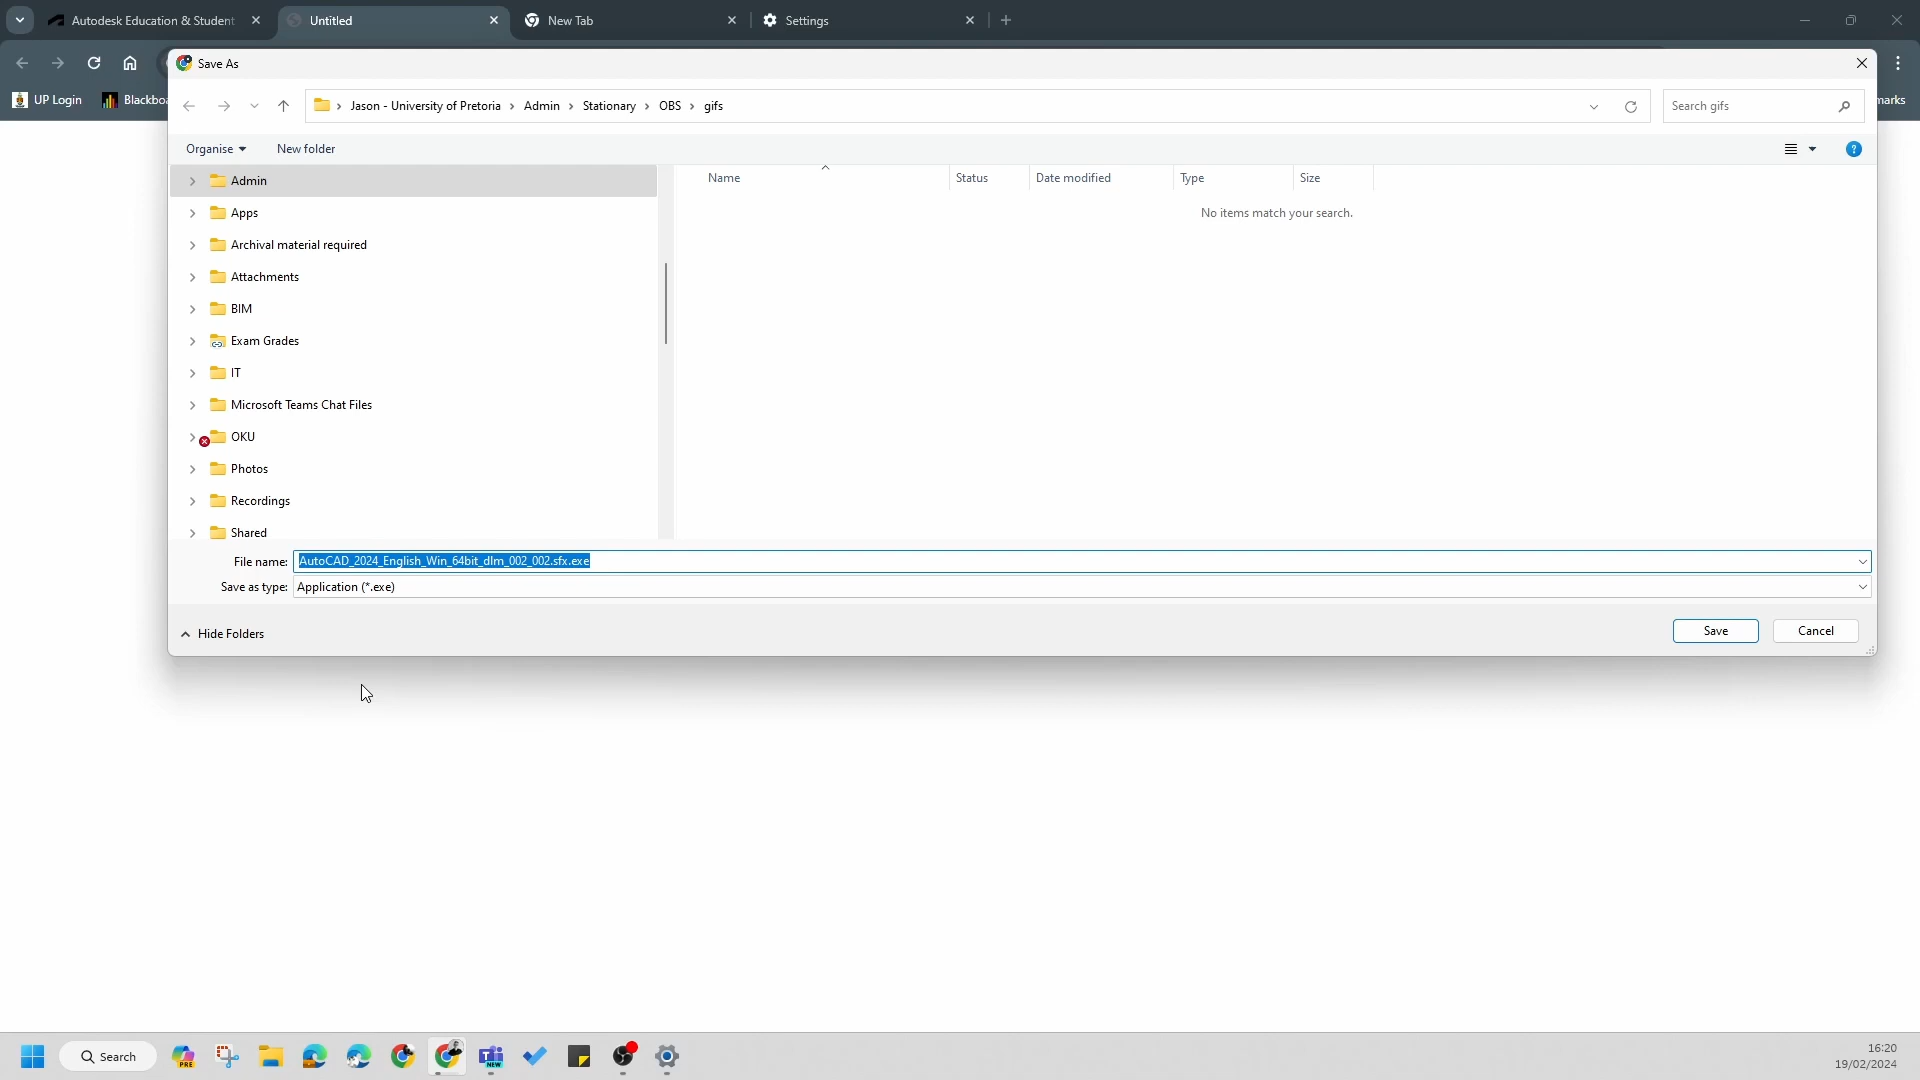 Autodesk Education & Student
Untitled
New Tab
Settings
Save As
UP Login
Blackboa
marks
Jason - University of Pretoria > Admin > Stationary > OBS > gifs
Search gifs
Organise
New folder
?
Name
Status
Date modified
Type
Size
No items match your search.
Admin
Apps
Archival material required
Attachments
BIM
Exam Grades
IT
Microsoft Teams Chat Files
OKU
Photos
Recordings
Shared
File name: AutoCAD_2024_English_Win_64bit_dlm_002_002.sfx.exe
Save as type: Application (*.exe)
Hide Folders
Save
Cancel
Search
PRE
T
NEW
16:20
19/02/2024